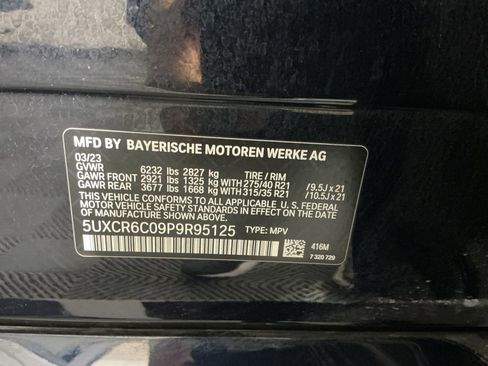 MFD BY BAYERISCHE MOTOREN WERKE AG
03/23
GVWR 6232 lbs 2827 kg TIRE / RIM
GAWR FRONT 2921 lbs 1325 kg WITH 275/40 R21 / 9.5J x 21
GAWR REAR 3677 lbs 1668 kg WITH 315/35 R21 / 10.5J x 21
THIS VEHICLE CONFORMS TO ALL APPLICABLE U.S. FEDERAL
MOTOR VEHICLE SAFETY STANDARDS IN EFFECT ON THE
DATE OF MANUFACTURE SHOWN ABOVE.
5UXCR6C09P9R95125 TYPE: MPV
416M
7 320 729